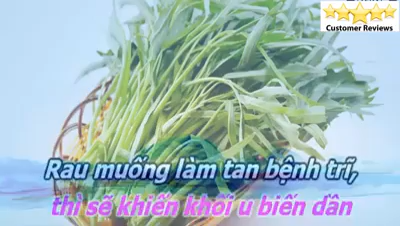 Customer Reviews
Rau muống làm tan bệnh trĩ,
thì sẽ khiến khối u biến dần